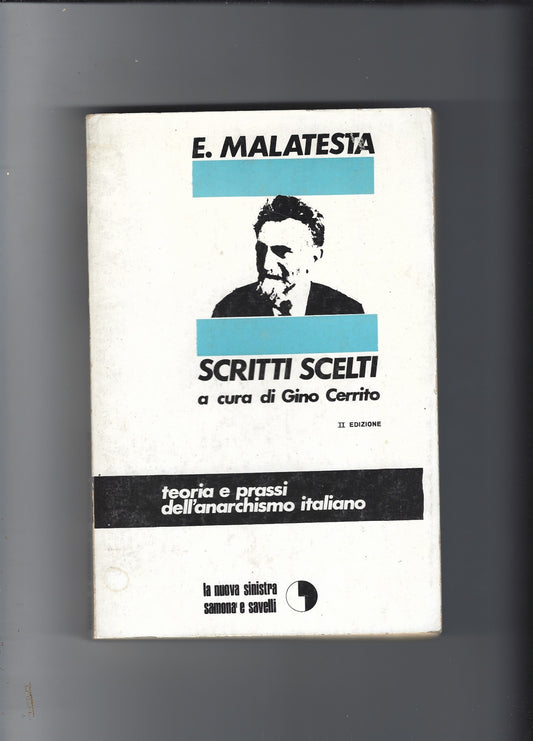 E. MALATESTA
SCRITTI SCELTI
a cura di Gino Cerrito
II EDIZIONE
teoria e prassi
dell'anarchismo italiano
la nuova sinistra
samonà e savelli